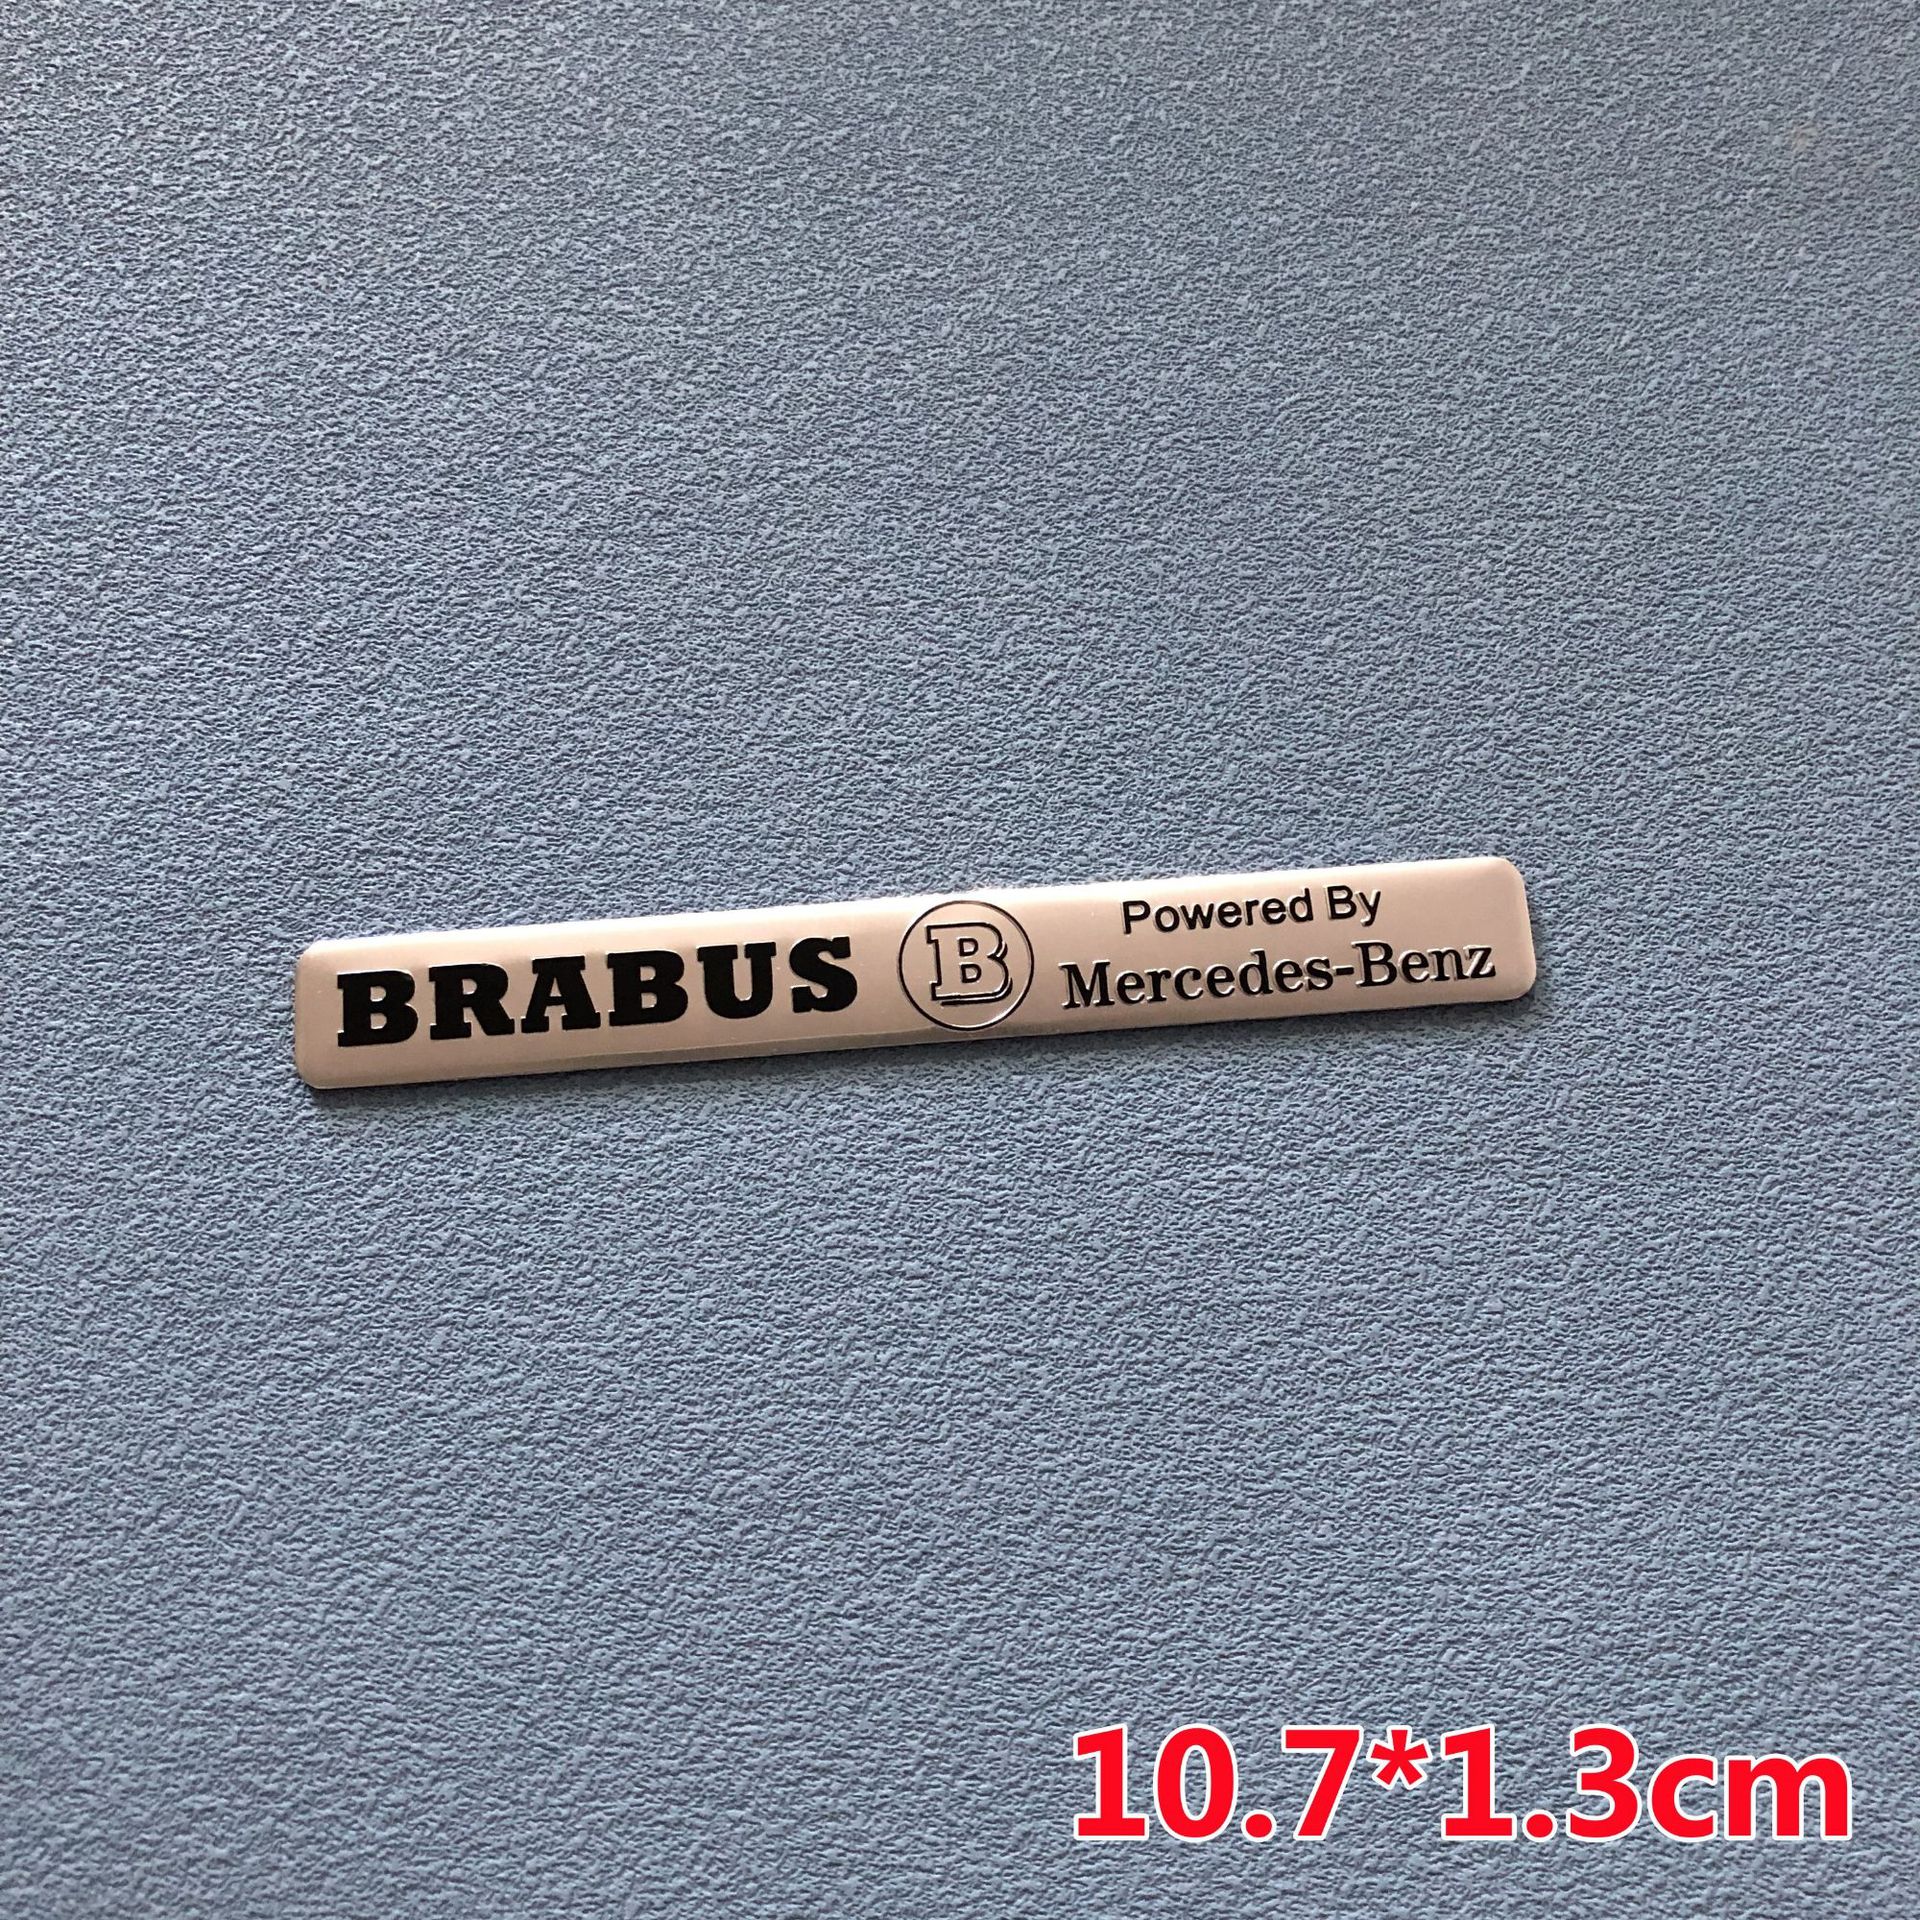 BRABUS B Powered By
Mercedes-Benz
10.7*1.3cm